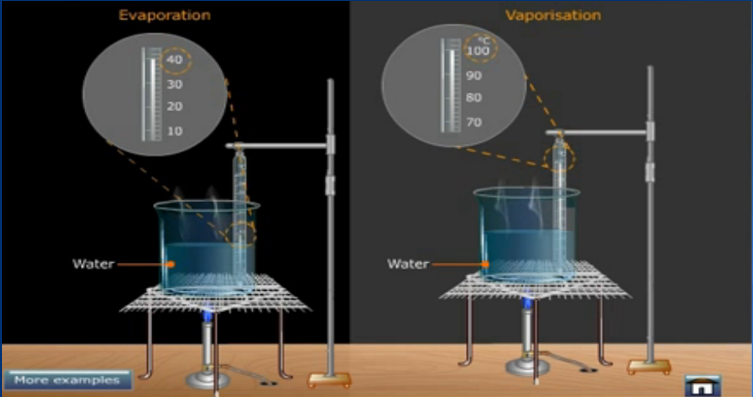 Evaporation
40
30
20
10
Water
More examples
Vaporisation
°C
100
90
80
70
Water